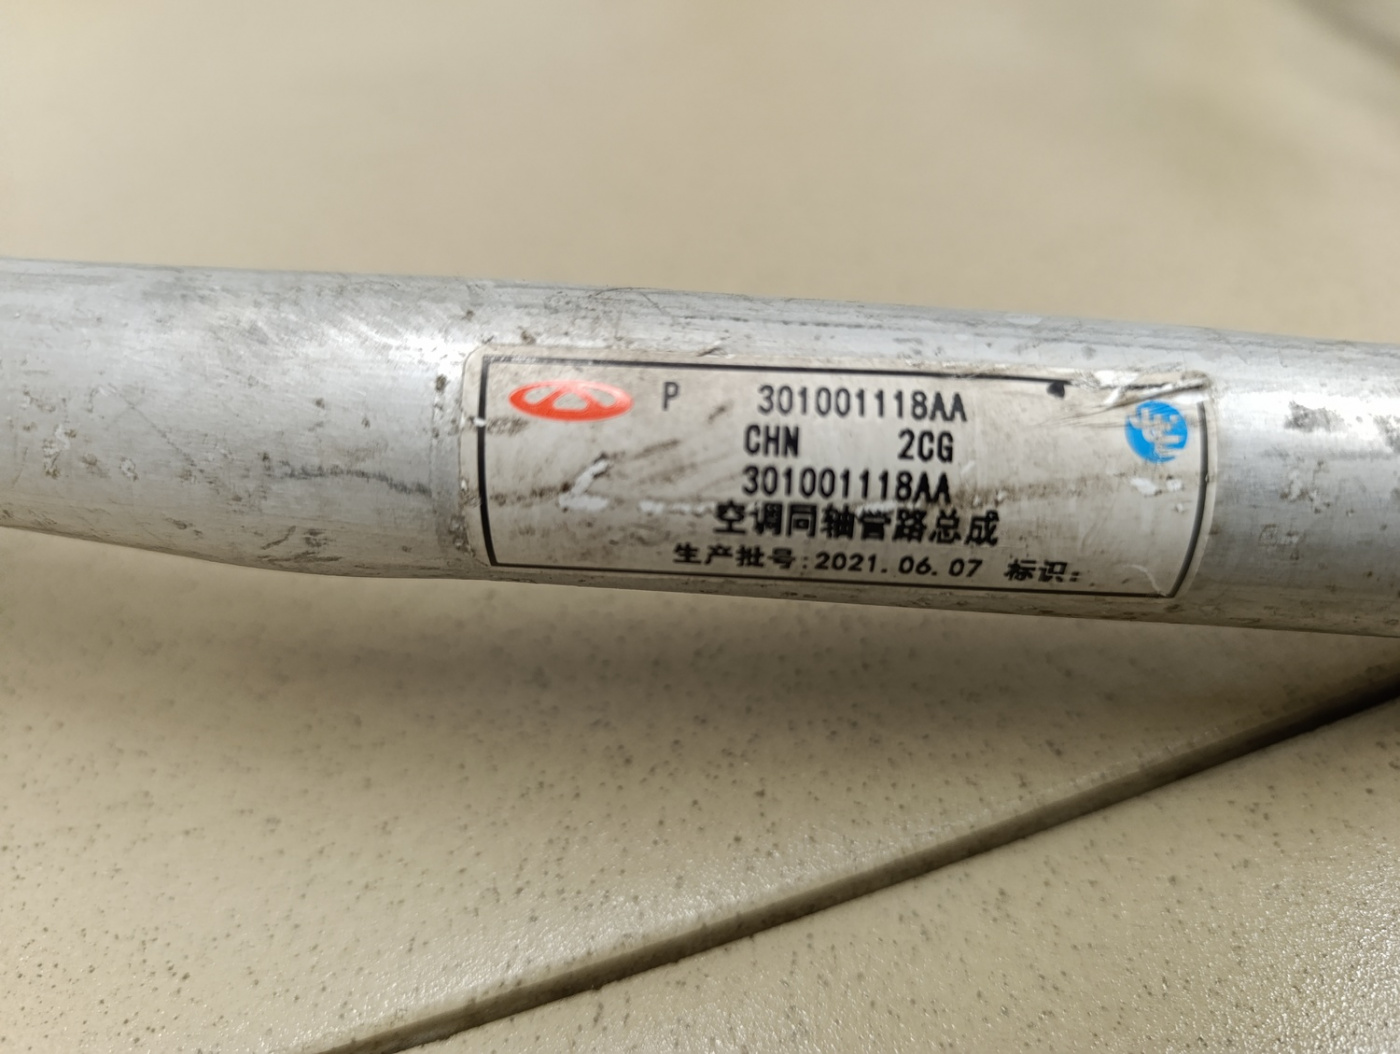 P 301001118AA
CHN 2CG
301001118AA
空调同轴管路总成
生产批号:2021.06.07 标识: